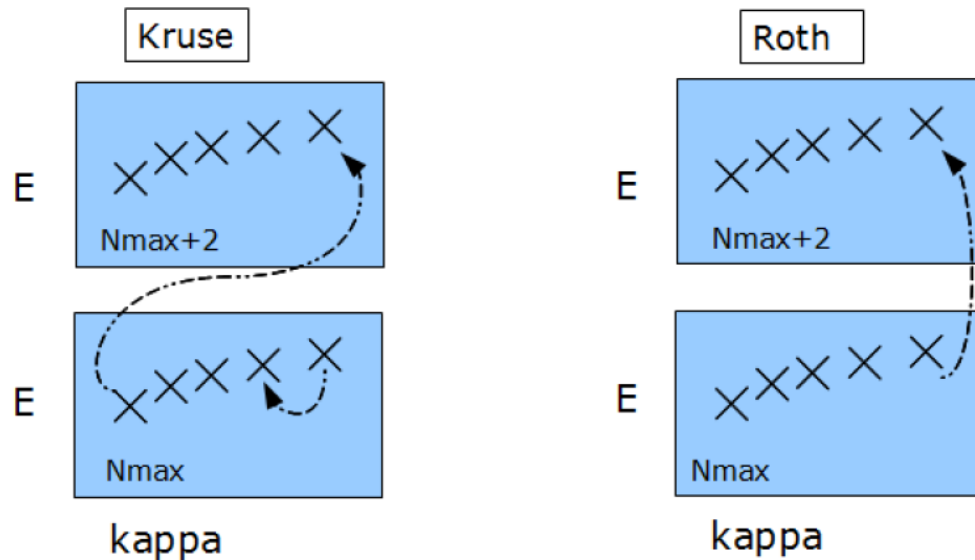 Kruse
Roth
E
Nmax+2
E
Nmax+2
E
Nmax
E
Nmax
kappa
kappa